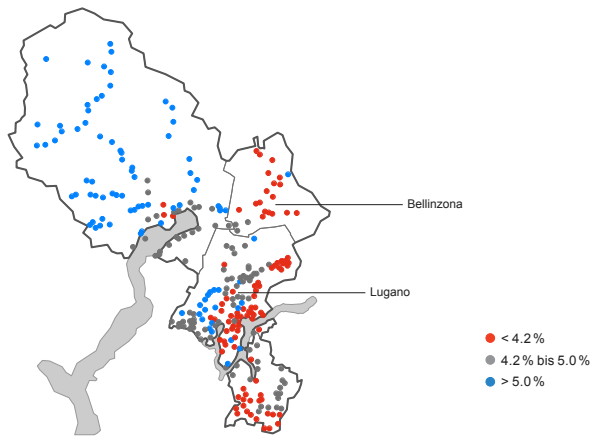 Bellinzona
Lugano
< 4.2 %
4.2 % bis 5.0 %
> 5.0 %